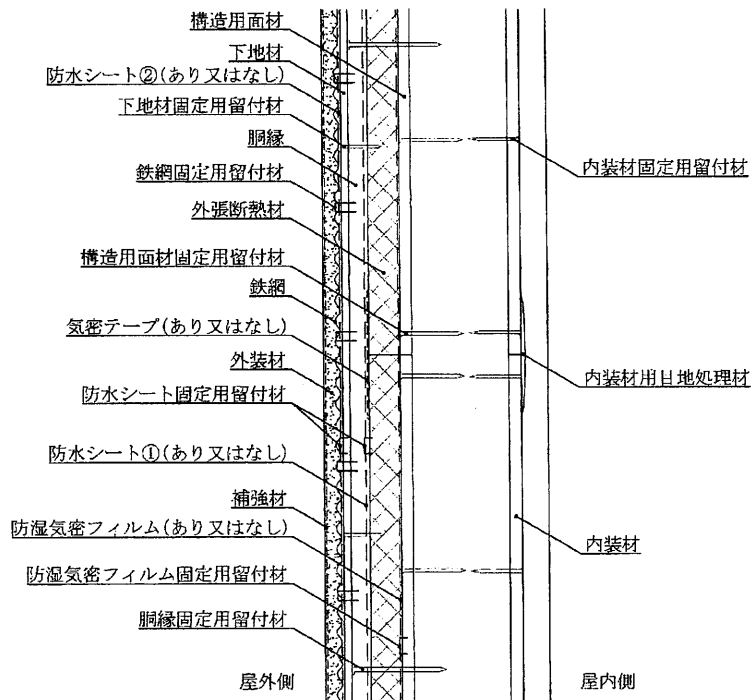 構造用面材
下地材
防水シート②(あり又はなし)
下地材固定用留付材
胴縁
鉄網固定用留付材
外張断熱材
構造用面材固定用留付材
鉄網
気密テープ(あり又はなし)
外装材
防水シート固定用留付材
防水シート①(あり又はなし)
補強材
防湿気密フィルム(あり又はなし)
防湿気密フィルム固定用留付材
胴縁固定用留付材
屋外側
内装材固定用留付材
内装材用目地処理材
内装材
屋内側